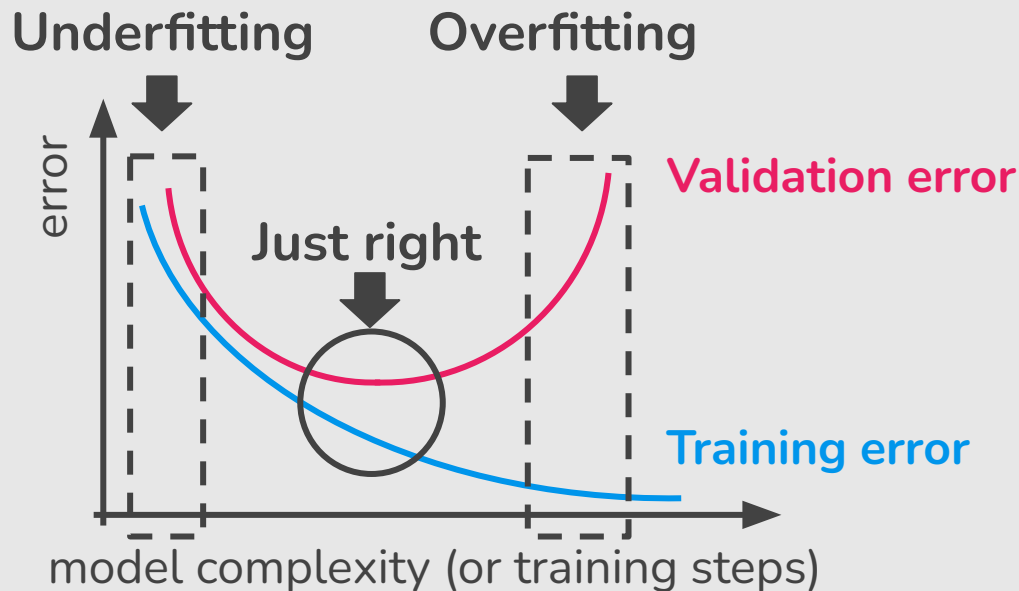 Underfitting
Overfitting
error
Validation error
Just right
Training error
model complexity (or training steps)